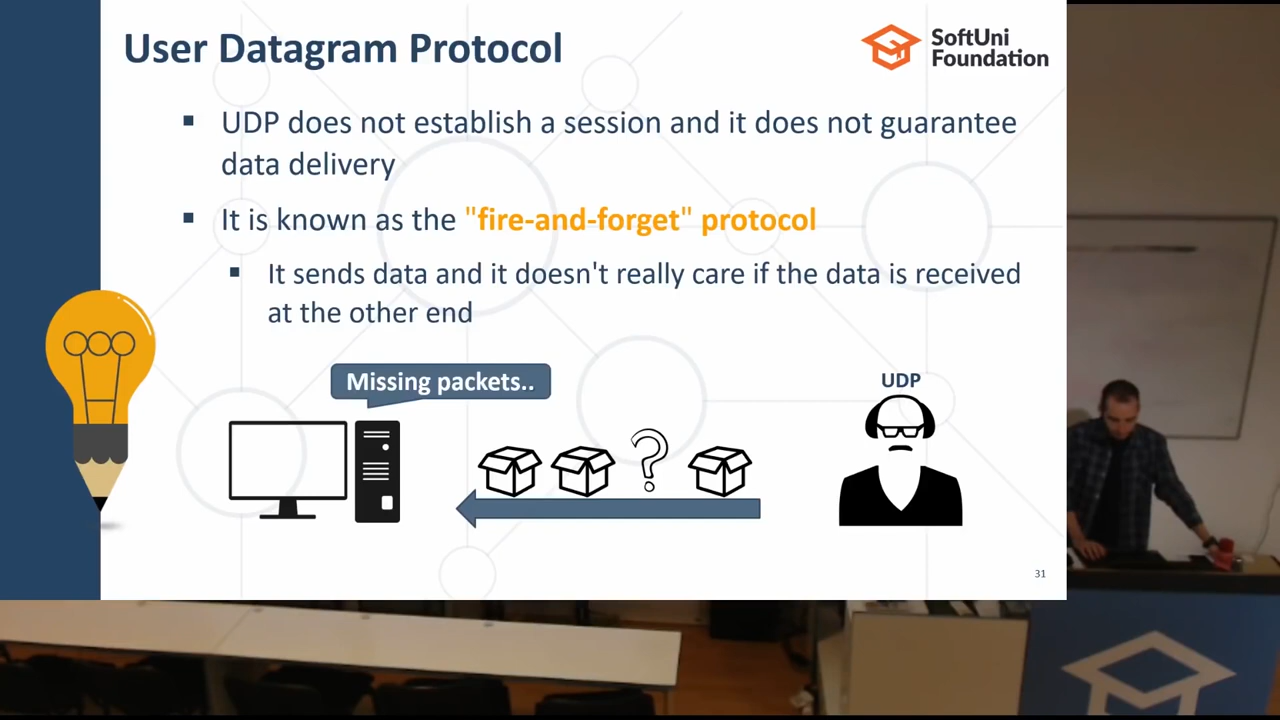 User Datagram Protocol
SoftUni
Foundation
▪ UDP does not establish a session and it does not guarantee
data delivery
▪ It is known as the "fire-and-forget" protocol
▪ It sends data and it doesn't really care if the data is received
at the other end
Missing packets..
UDP
?
31